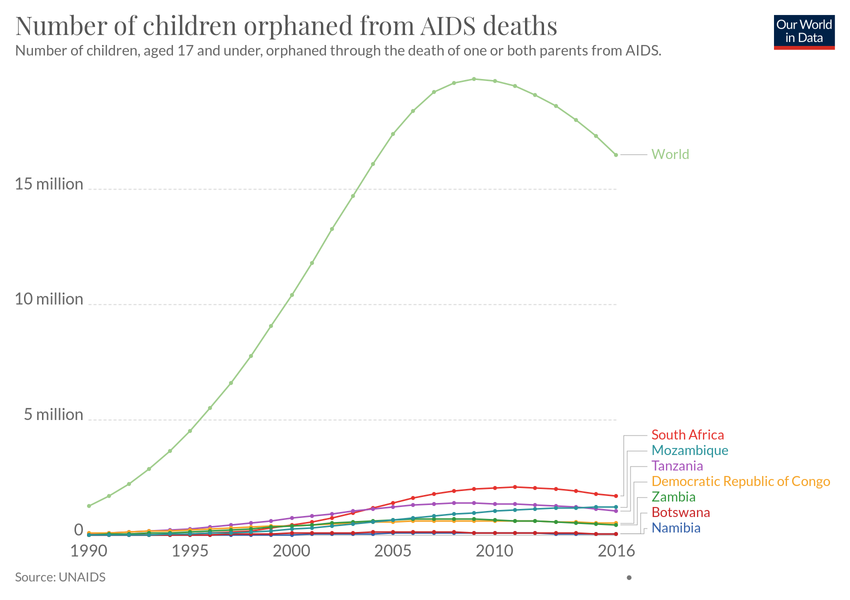 Number of children orphaned from AIDS deaths
Number of children, aged 17 and under, orphaned through the death of one or both parents from AIDS.
Our World
in Data
World
15 million
10 million
5 million
South Africa
Mozambique
Tanzania
Democratic Republic of Congo
Zambia
Botswana
Namibia
0
1990
1995
2000
2005
2010
2016
Source: UNAIDS